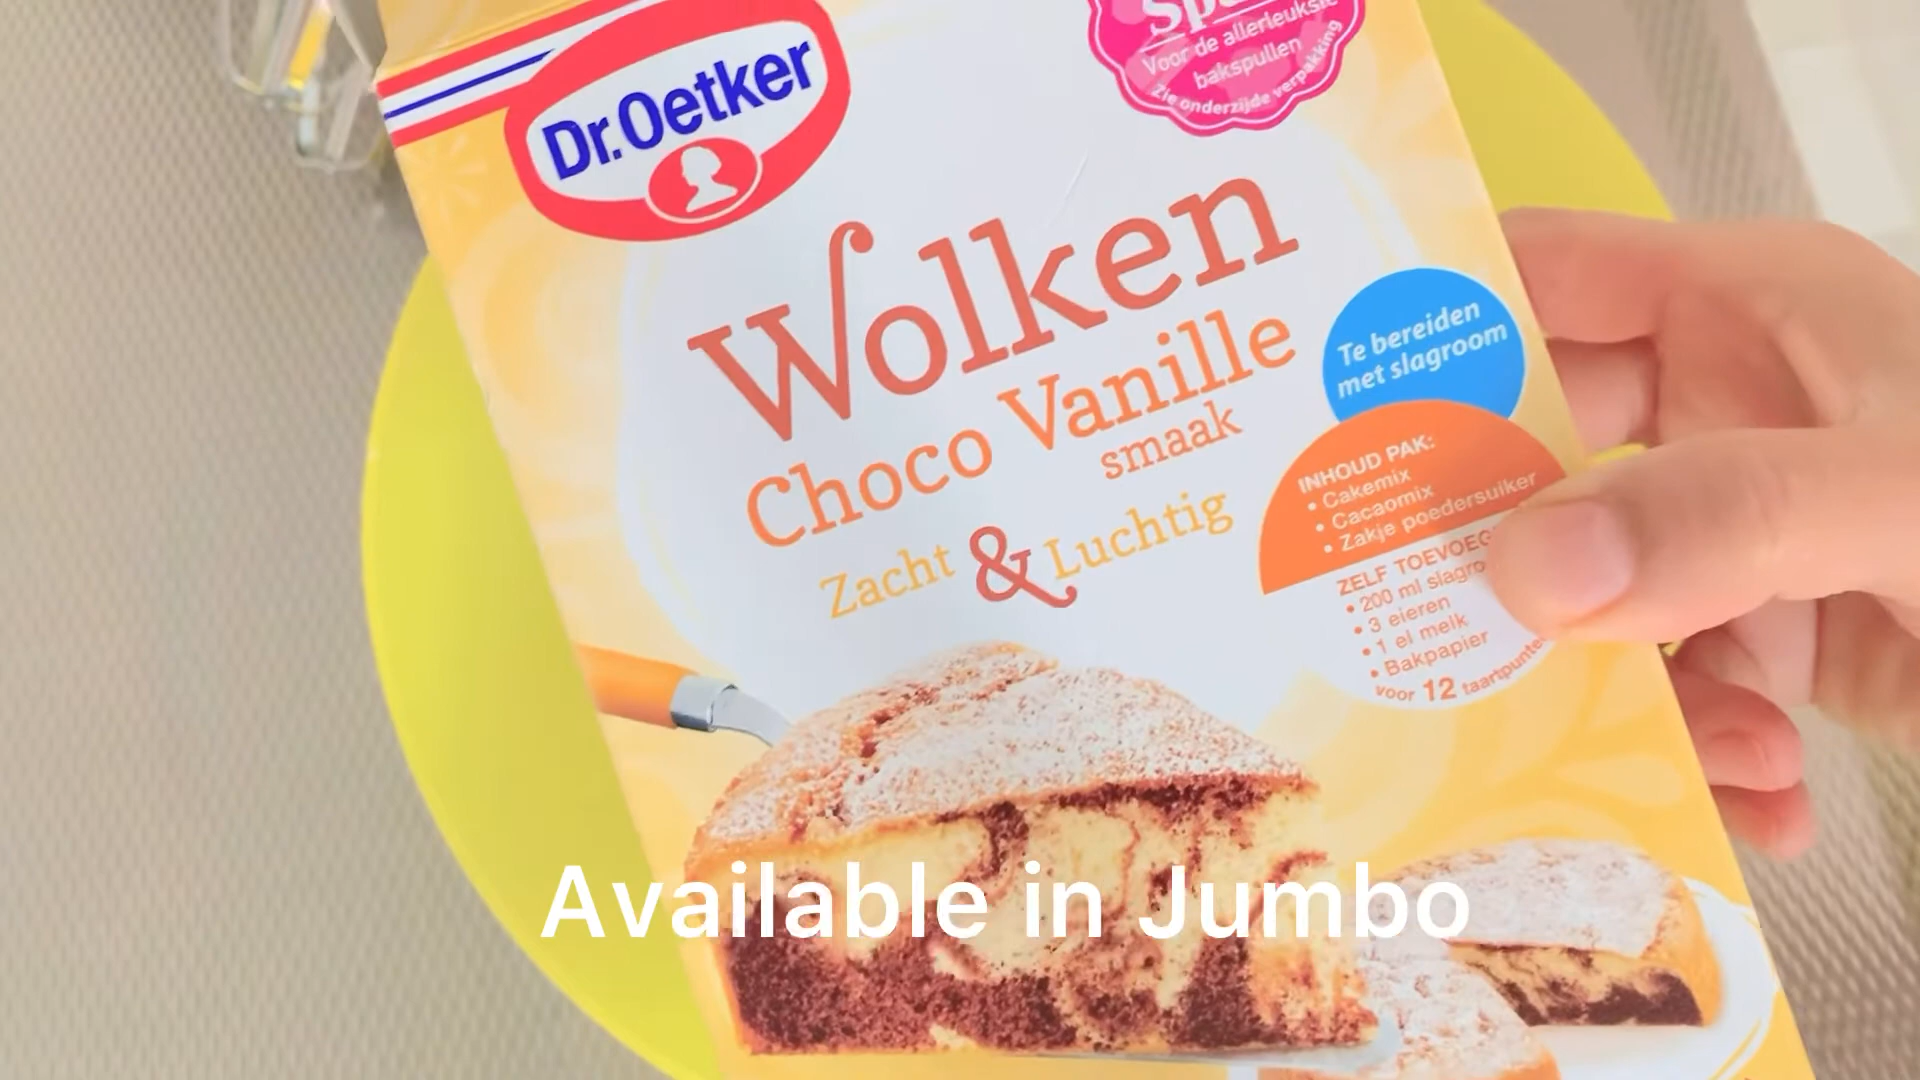 Dr.Oetker
Voor de allerleukste
bakspullen
Zie onderzijde verpakking
Wolken
Choco Vanille
smaak
Zacht & Luchtig
Te bereiden
met slagroom
INHOUD PAK:
• Cakemix
• Cacaomix
• Zakje poedersuiker
ZELF
• 200 ml
• 3 eieren
• 1 el melk
• Bakpapier
voor 12
Available in Jumbo